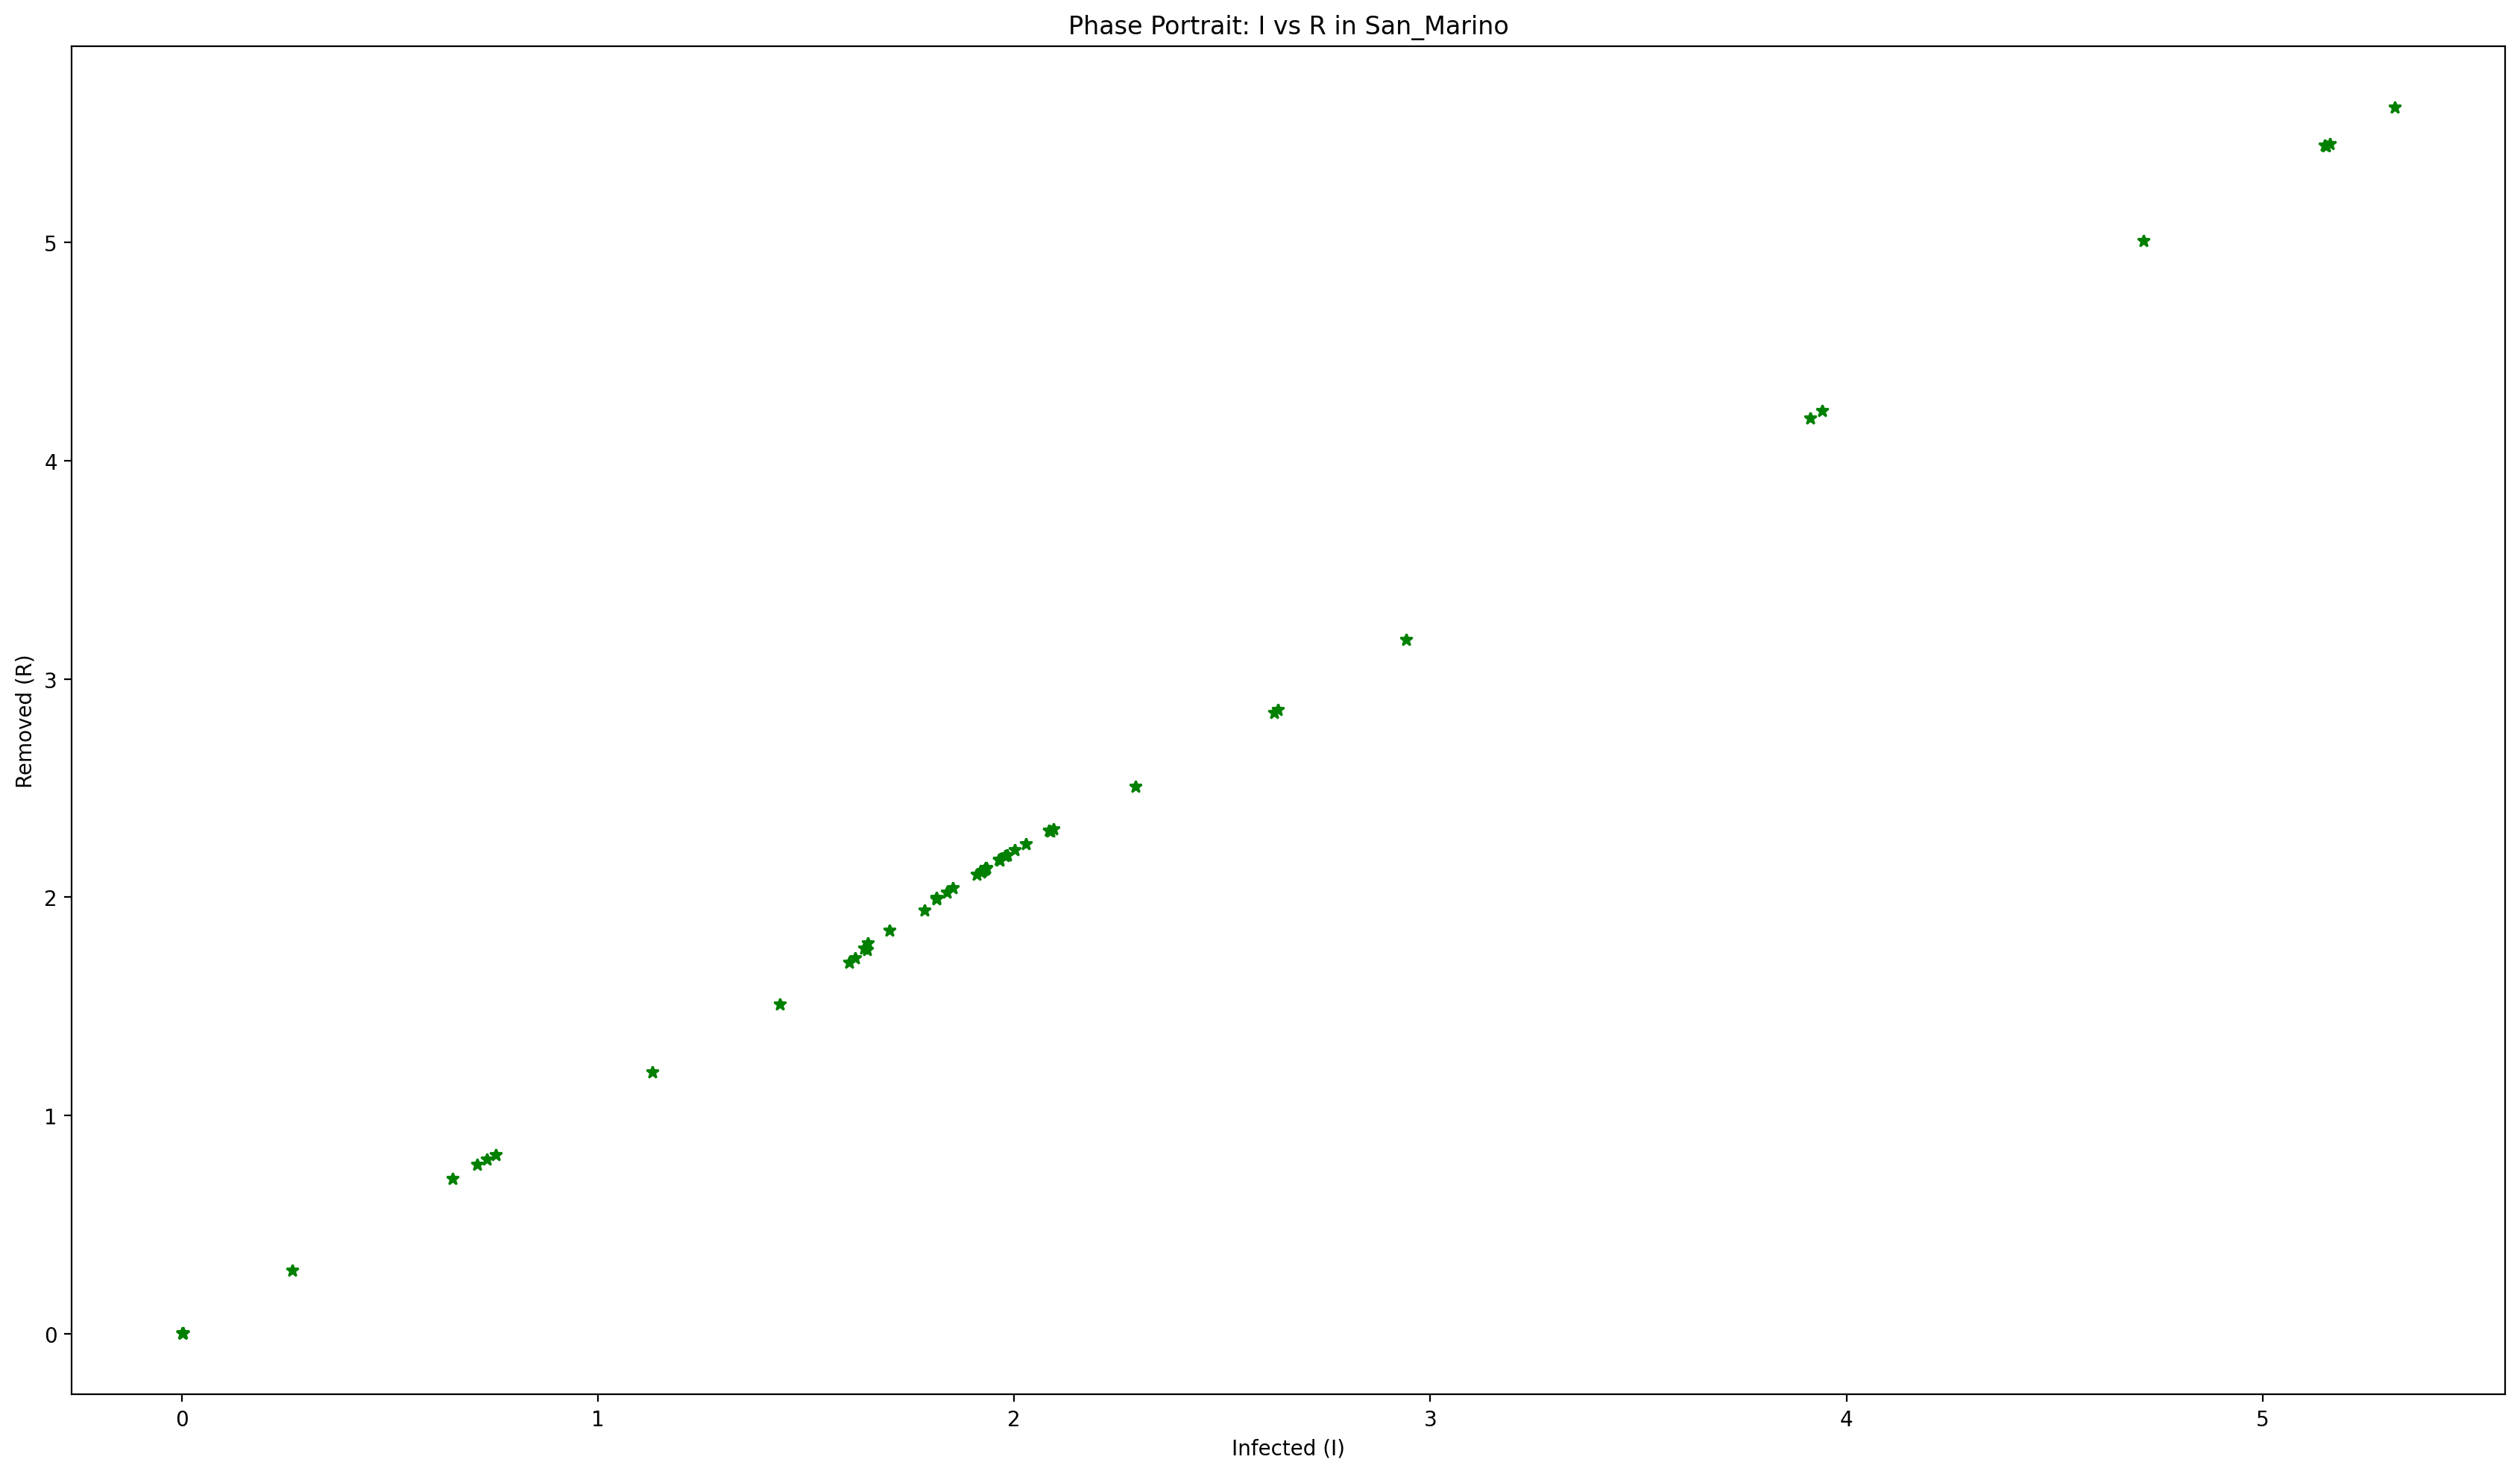 Phase Portrait: I vs R in San_Marino
Removed (R)
5
4
3
2
1
0
0 1 2 3 4 5
Infected (I)